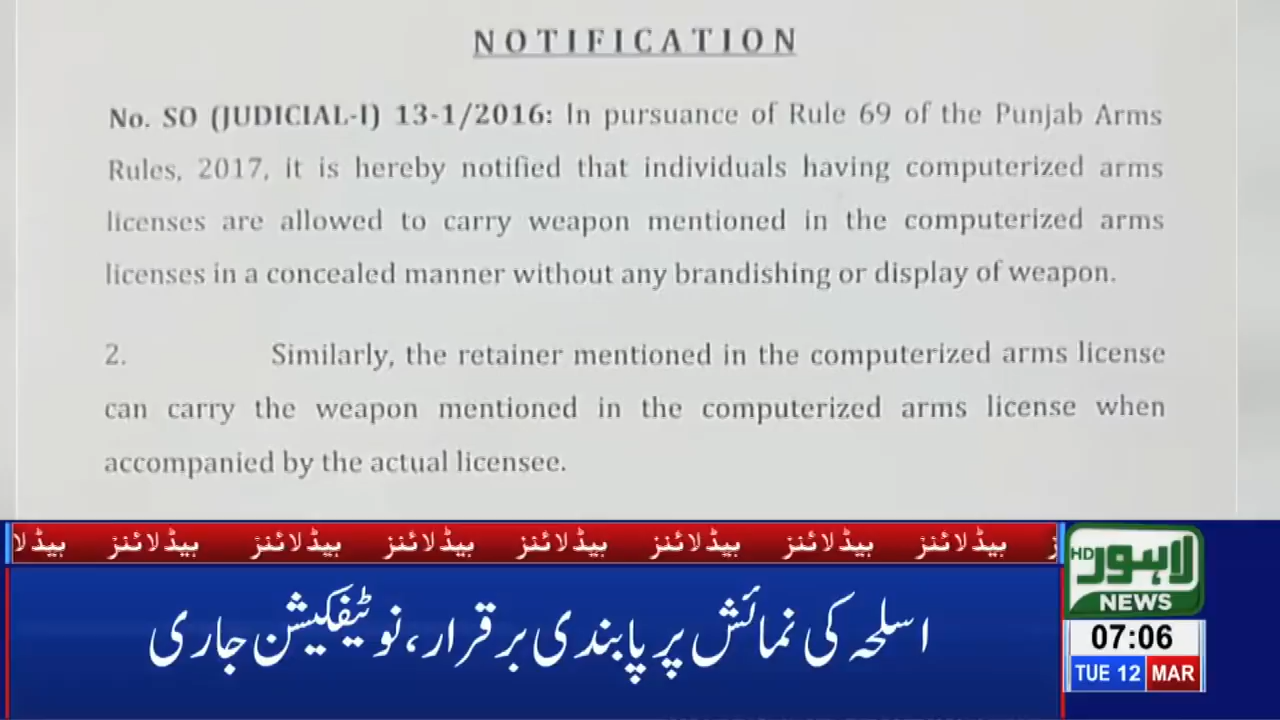 NOTIFICATION
No. SO (JUDICIAL-I) 13-1/2016: In pursuance of Rule 69 of the Punjab Arms
Rules, 2017, it is hereby notified that individuals having computerized arms
licenses are allowed to carry weapon mentioned in the computerized arms
licenses in a concealed manner without any brandishing or display of weapon.
2. Similarly, the retainer mentioned in the computerized arms license
can carry the weapon mentioned in the computerized arms license when
accompanied by the actual licensee.
ہیڈلائنز ہیڈلائنز ہیڈلائنز ہیڈلائنز ہیڈلائنز ہیڈلائنز ہیڈلائنز ہیڈلا
اسلحہ کی نمائش پر پابندی برقرار، نوٹیفکیشن جاری
لاہور HD
NEWS
07:06
TUE 12 MAR